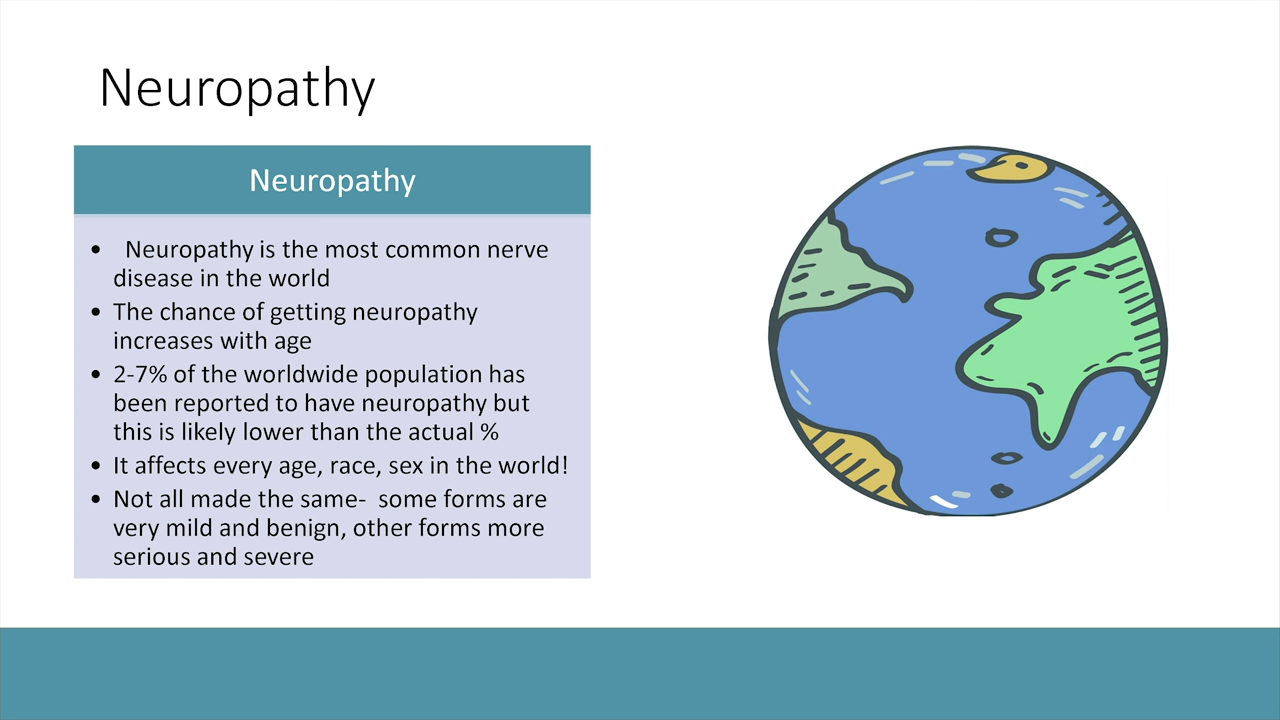 Neuropathy
Neuropathy
• Neuropathy is the most common nerve
disease in the world
• The chance of getting neuropathy
increases with age
• 2-7% of the worldwide population has
been reported to have neuropathy but
this is likely lower than the actual %
• It affects every age, race, sex in the world!
• Not all made the same- some forms are
very mild and benign, other forms more
serious and severe